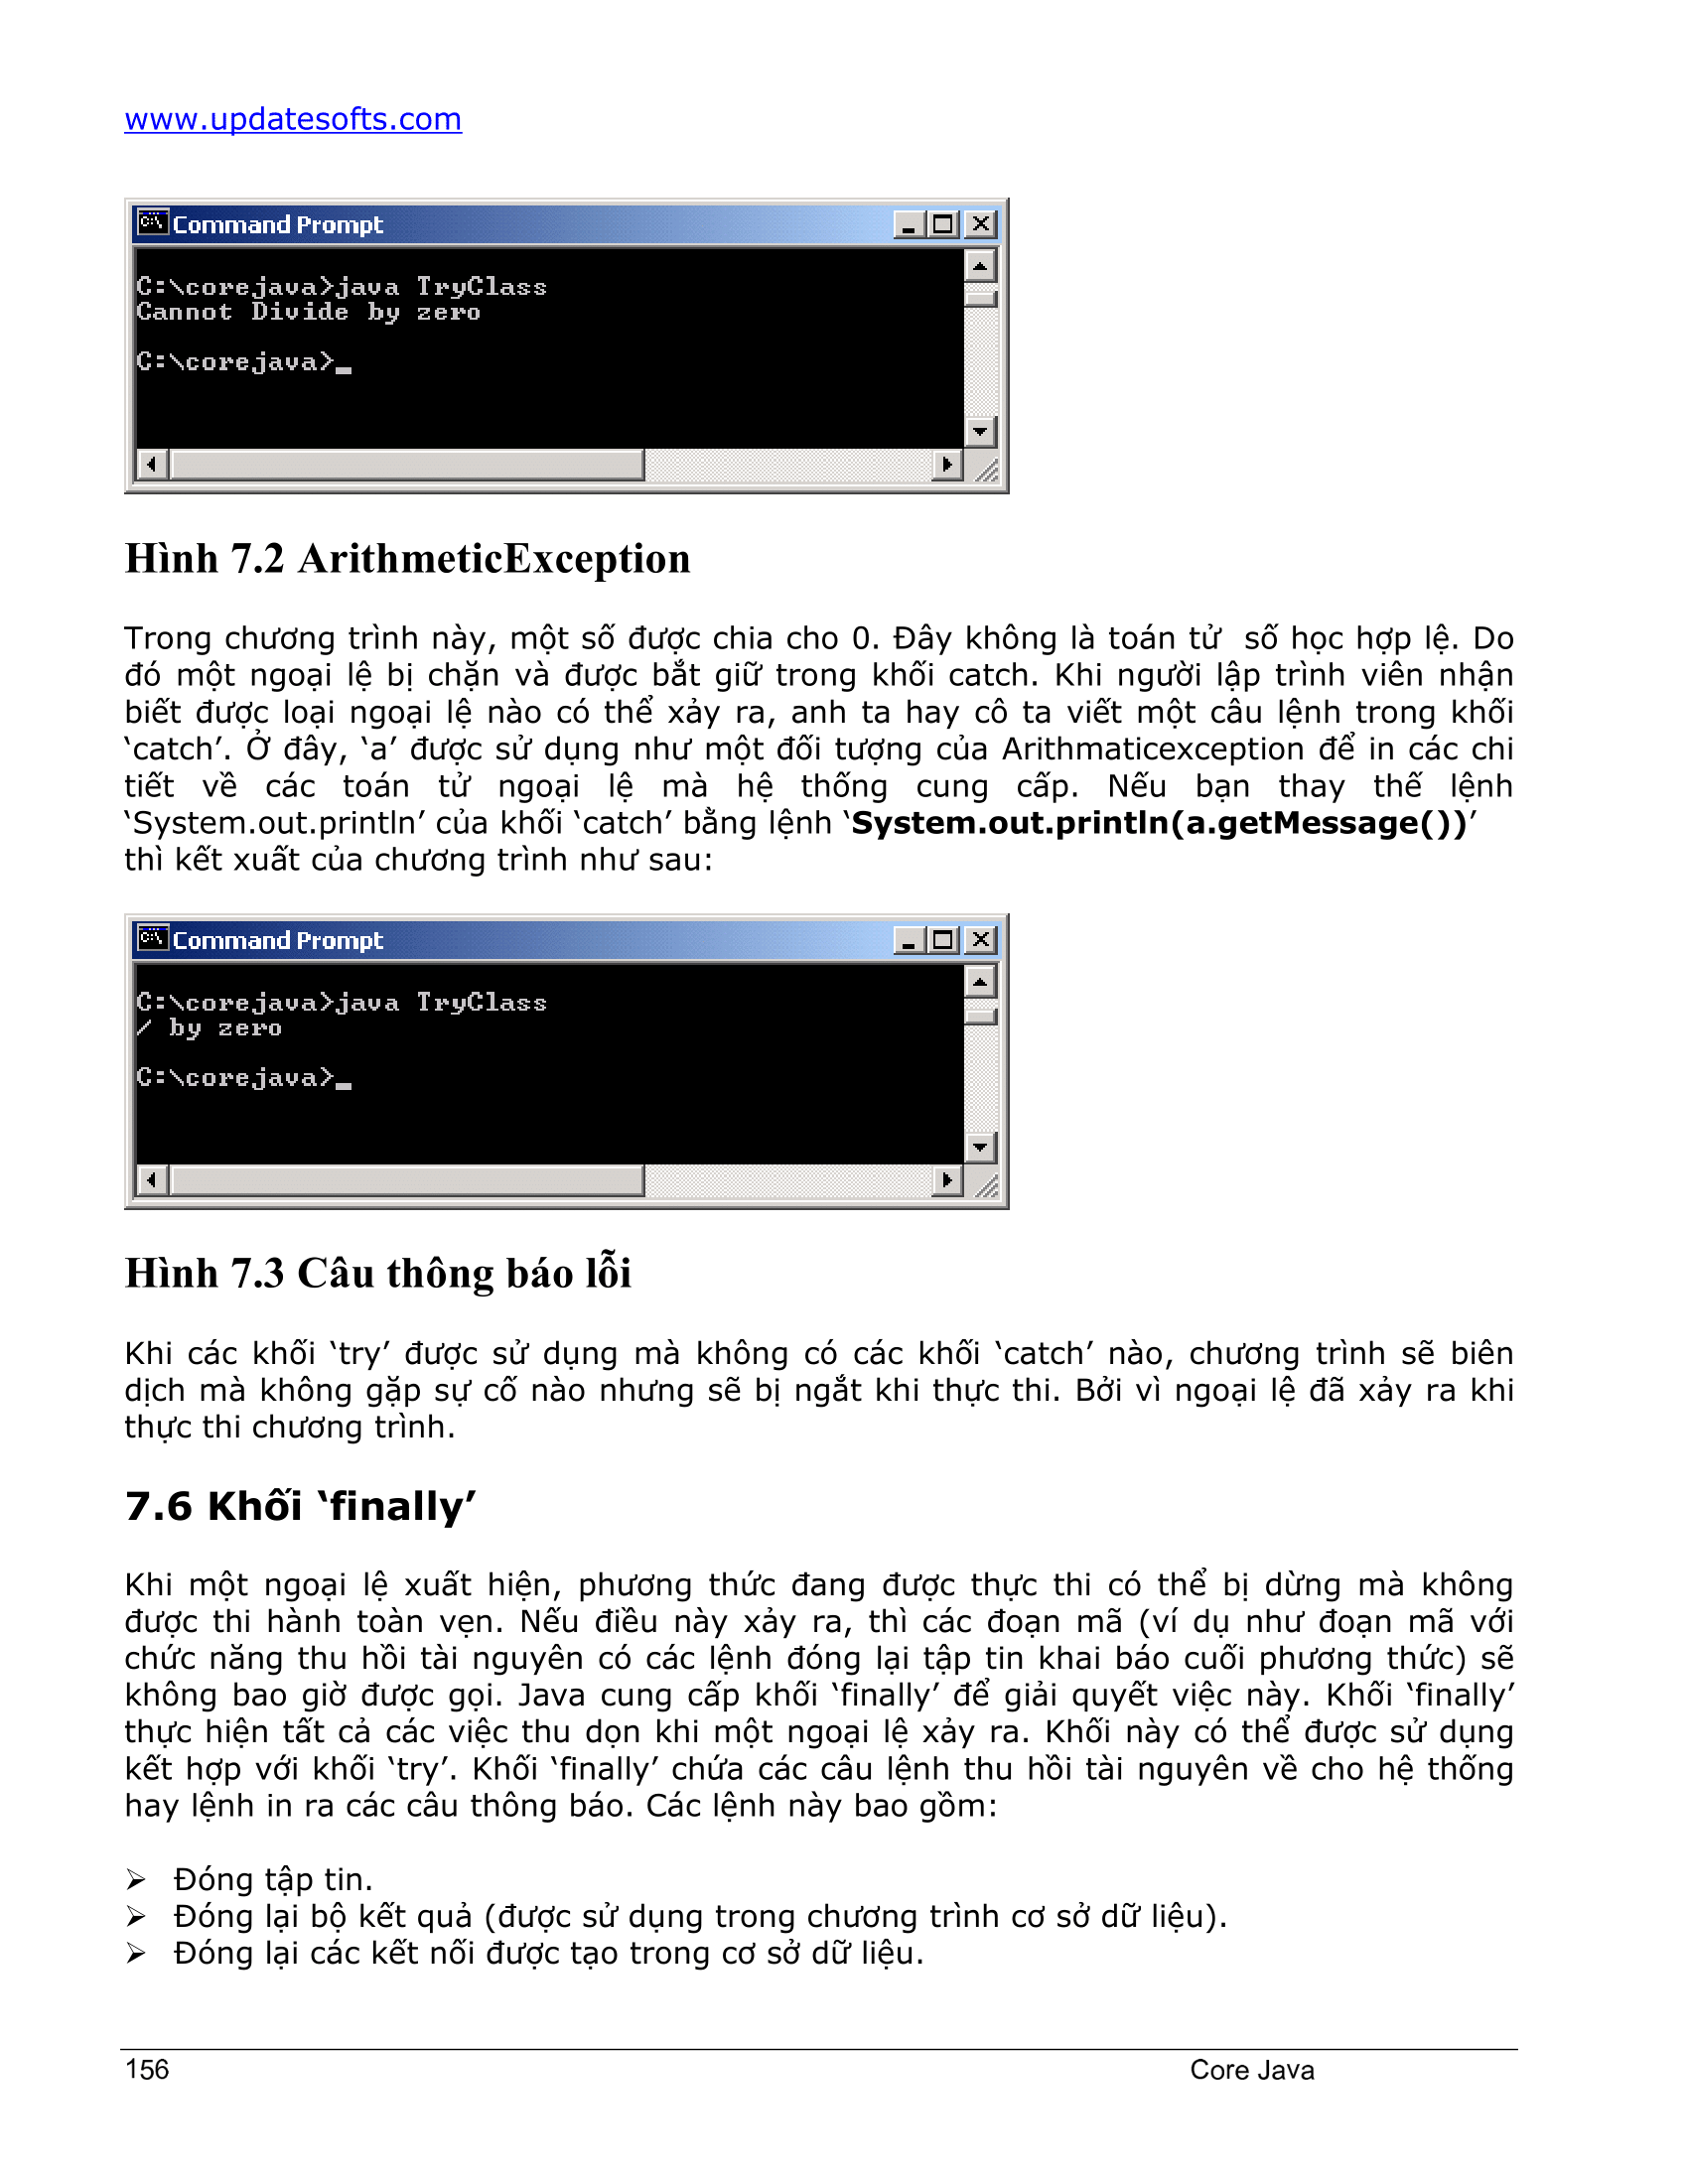 www.updatesofts.com
Command Prompt
C:\corejava>java TryClass
Cannot Divide by zero
C:\corejava>_
Hình 7.2 ArithmeticException
Trong chương trình này, một số được chia cho 0. Đây không là toán tử  số học hợp lệ. Do
đó một ngoại lệ bị chặn và được bắt giữ trong khối catch. Khi người lập trình viên nhận
biết được loại ngoại lệ nào có thể xảy ra, anh ta hay cô ta viết một câu lệnh trong khối
‘catch’. Ở đây, ‘a’ được sử dụng như một đối tượng của Arithmaticexception để in các chi
tiết về các toán tử ngoại lệ mà hệ thống cung cấp. Nếu bạn thay thế lệnh
‘System.out.println’ của khối ‘catch’ bằng lệnh ‘System.out.println(a.getMessage())’
thì kết xuất của chương trình như sau:
Command Prompt
C:\corejava>java TryClass
/ by zero
C:\corejava>_
Hình 7.3 Câu thông báo lỗi
Khi các khối ‘try’ được sử dụng mà không có các khối ‘catch’ nào, chương trình sẽ biên
dịch mà không gặp sự cố nào nhưng sẽ bị ngắt khi thực thi. Bởi vì ngoại lệ đã xảy ra khi
thực thi chương trình.
7.6 Khối ‘finally’
Khi một ngoại lệ xuất hiện, phương thức đang được thực thi có thể bị dừng mà không
được thi hành toàn vẹn. Nếu điều này xảy ra, thì các đoạn mã (ví dụ như đoạn mã với
chức năng thu hồi tài nguyên có các lệnh đóng lại tập tin khai báo cuối phương thức) sẽ
không bao giờ được gọi. Java cung cấp khối ‘finally’ để giải quyết việc này. Khối ‘finally’
thực hiện tất cả các việc thu dọn khi một ngoại lệ xảy ra. Khối này có thể được sử dụng
kết hợp với khối ‘try’. Khối ‘finally’ chứa các câu lệnh thu hồi tài nguyên về cho hệ thống
hay lệnh in ra các câu thông báo. Các lệnh này bao gồm:
➢ Đóng tập tin.
➢ Đóng lại bộ kết quả (được sử dụng trong chương trình cơ sở dữ liệu).
➢ Đóng lại các kết nối được tạo trong cơ sở dữ liệu.
156 Core Java